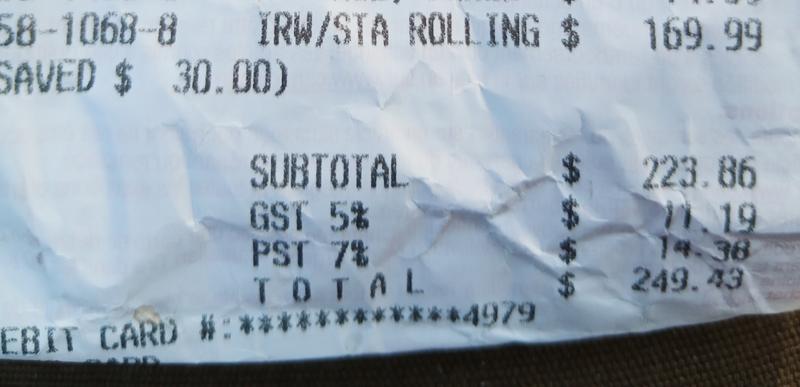 58-1068-8 IRW/STA ROLLING $ 169.99
SAVED $ 30.00)
SUBTOTAL $ 223.86
GST 5% $ 11.19
PST 7% $ 14.38
T O T A L $ 249.43
EBIT CARD #:************4979